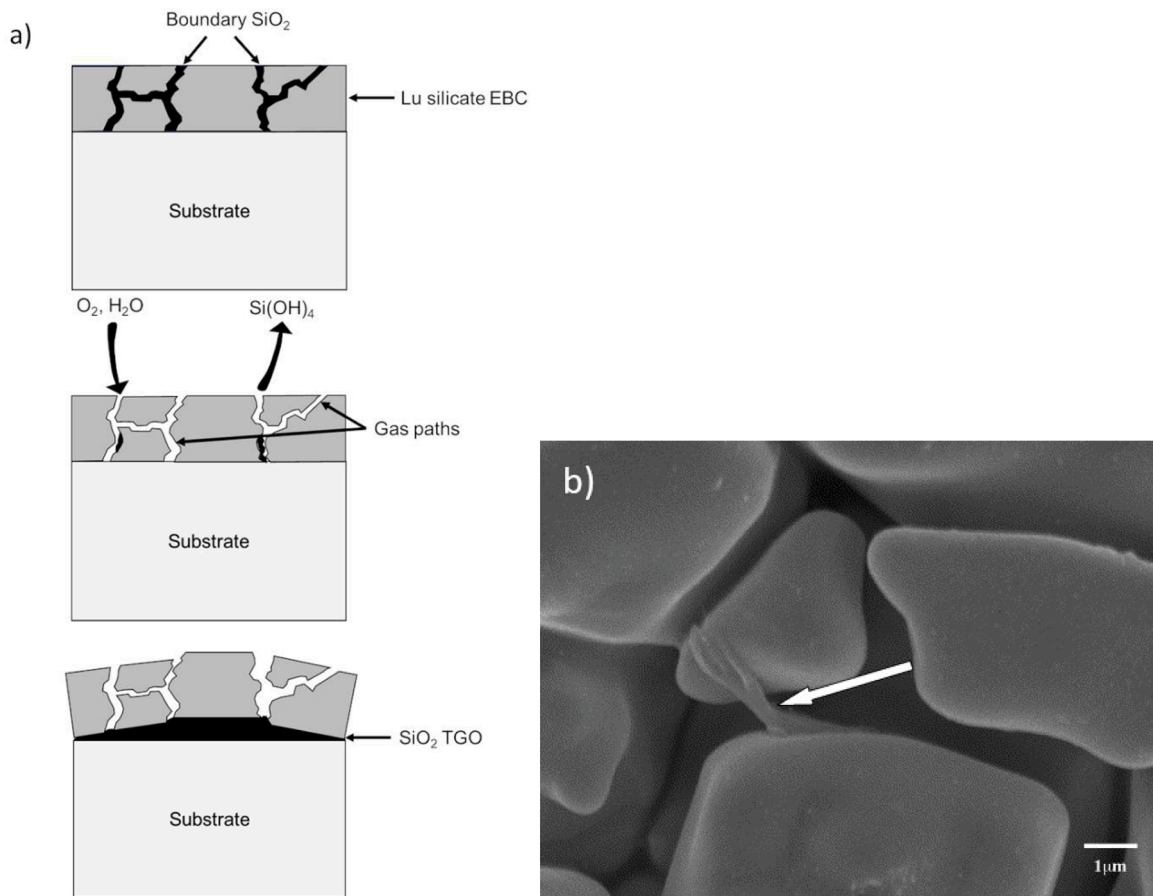 a)
Boundary SiO₂
Lu silicate EBC
Substrate
O₂, H₂O
Si(OH)₄
Gas paths
Substrate
SiO₂ TGO
Substrate
b)
1μm